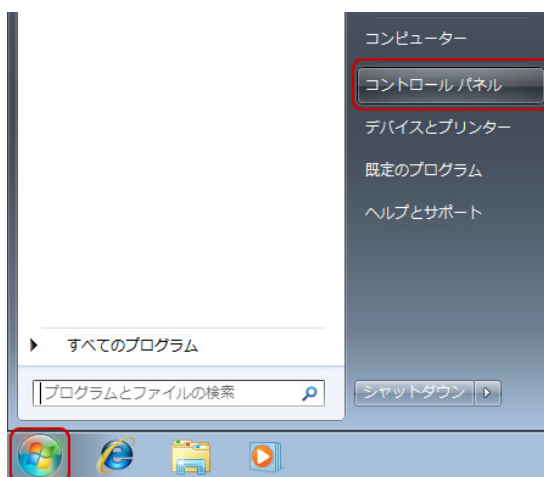 コンピューター
コントロール パネル
デバイスとプリンター
既定のプログラム
ヘルプとサポート
すべてのプログラム
プログラムとファイルの検索
シャットダウン